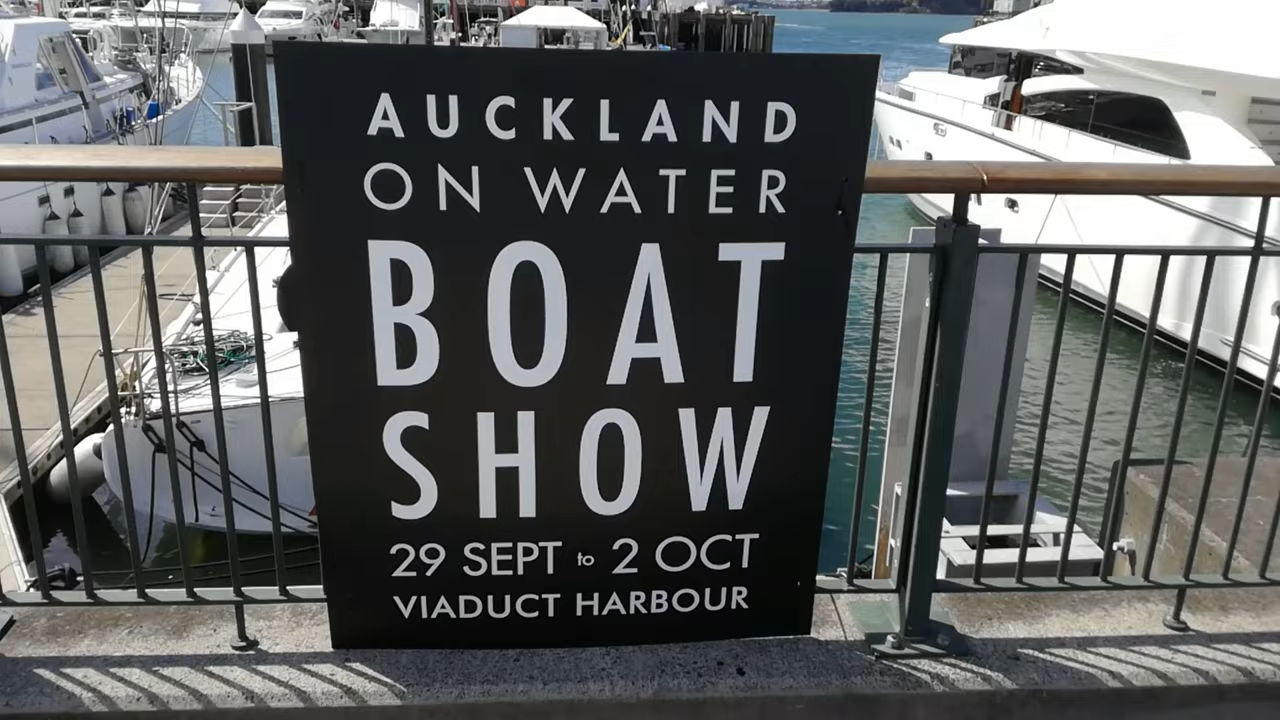 AUCKLAND
ON WATER
BOAT
SHOW
29 SEPT to 2 OCT
VIADUCT HARBOUR